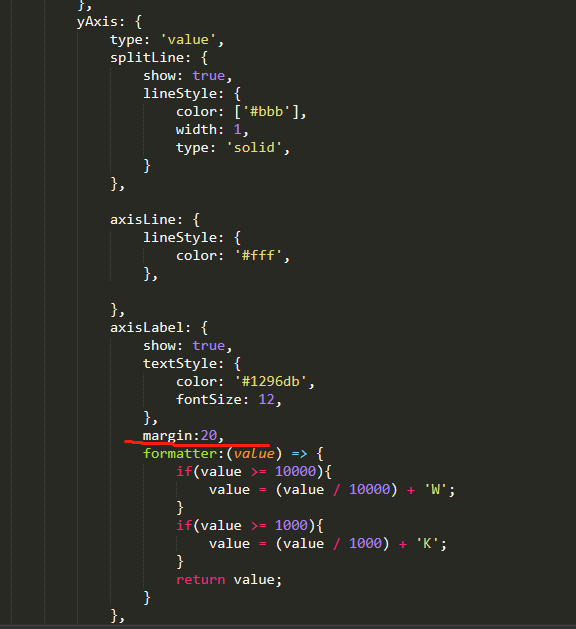 },
yAxis: {
type: 'value',
splitLine: {
show: true,
lineStyle: {
color: ['#bbb'],
width: 1,
type: 'solid',
}
},
axisLine: {
lineStyle: {
color: '#fff',
},
},
axisLabel: {
show: true,
textStyle: {
color: '#1296db',
fontSize: 12,
},
margin:20,
formatter:(value) => {
if(value >= 10000){
value = (value / 10000) + 'W';
}
if(value >= 1000){
value = (value / 1000) + 'K';
}
return value;
}
},